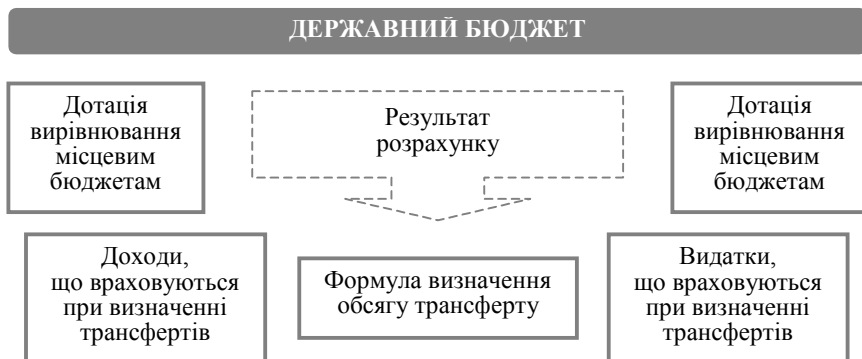 ДЕРЖАВНИЙ БЮДЖЕТ
Дотація
вирівнювання
місцевим
бюджетам
Результат
розрахунку
Дотація
вирівнювання
місцевим
бюджетам
Доходи,
що враховуються
при визначенні
трансфертів
Формула визначення
обсягу трансферту
Видатки,
що враховуються
при визначенні
трансфертів